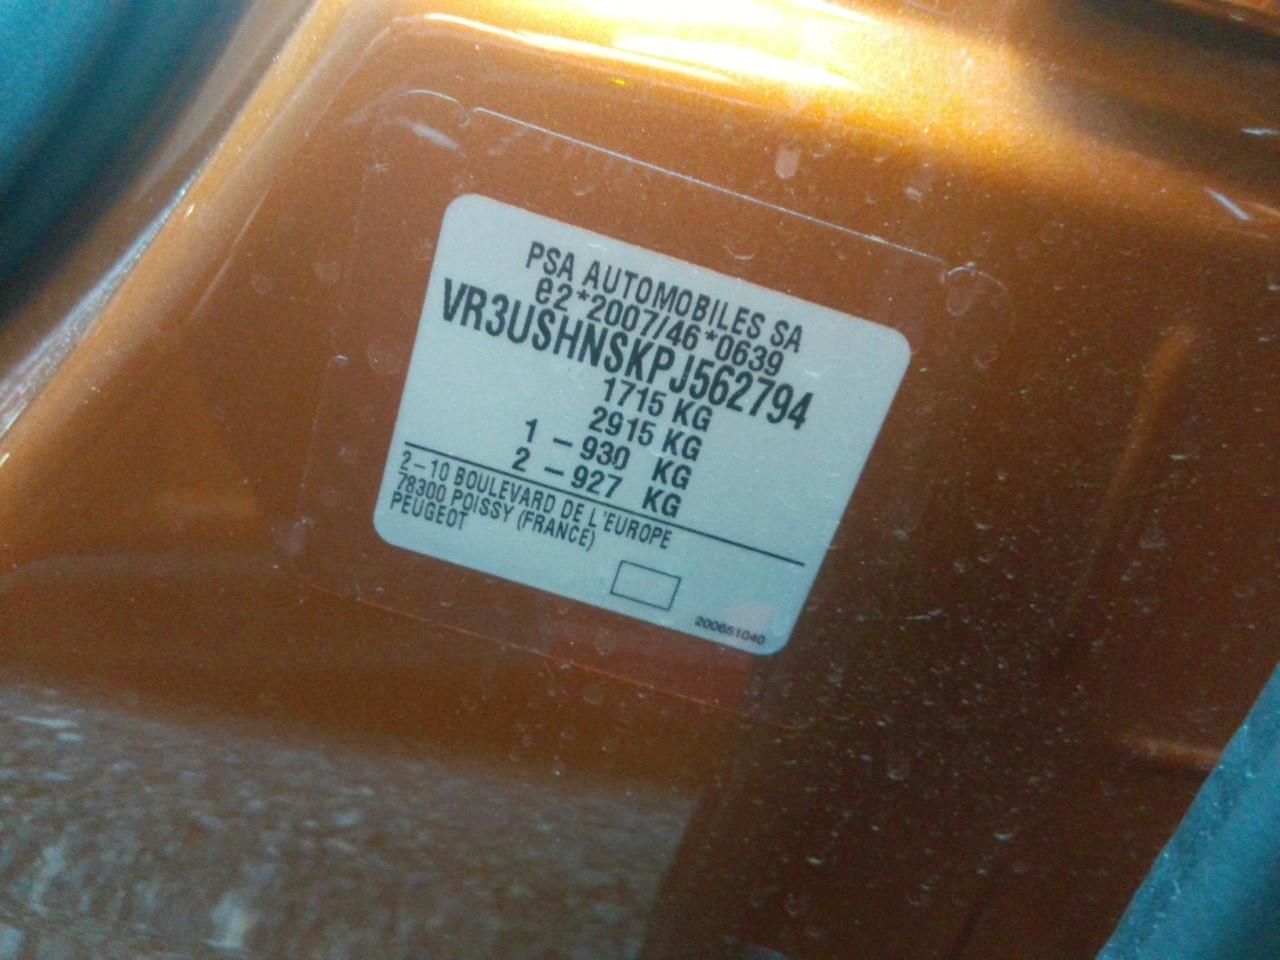 PSA AUTOMOBILES SA
e2*2007/46*0639
VR3USHNSKPJ562794
1715 KG
2915 KG
1 – 930 KG
2 – 927 KG
2–10 BOULEVARD DE L'EUROPE
78300 POISSY (FRANCE)
PEUGEOT
200651040